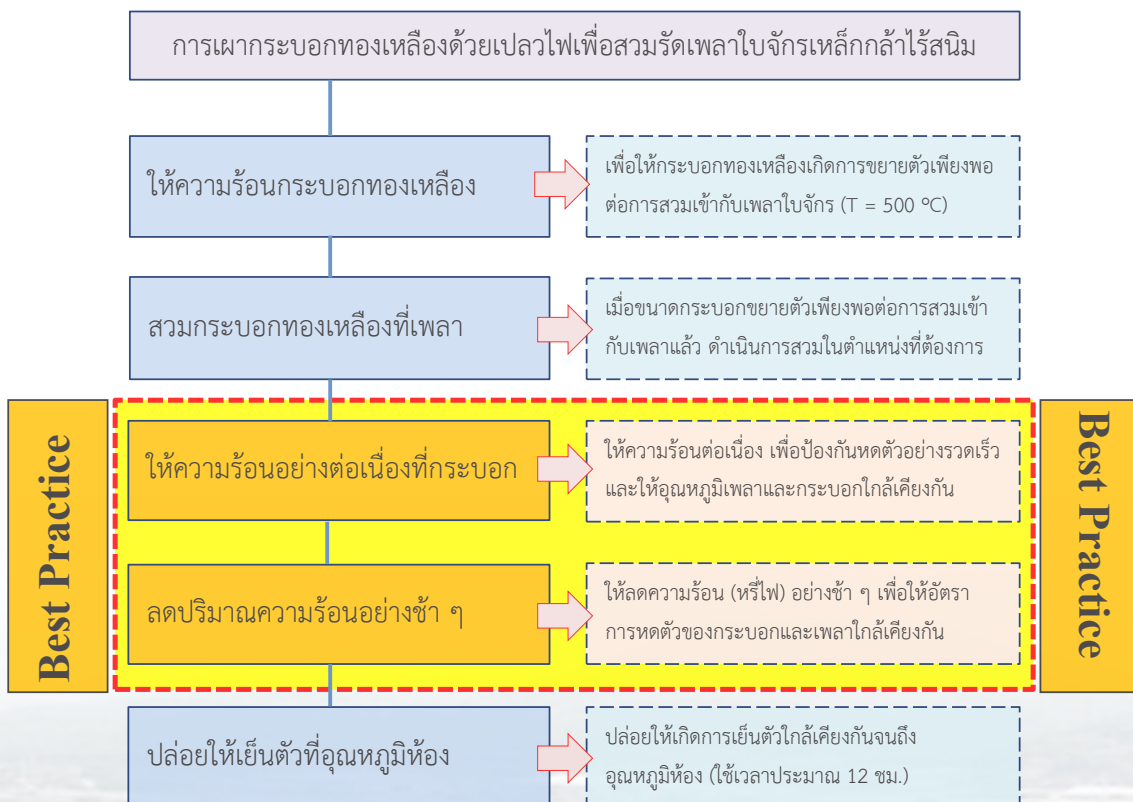 การเผากระบอกทองเหลืองด้วยเปลวไฟเพื่อสวมรัดเพลาใบจักรเหล็กกล้าไร้สนิม
ให้ความร้อนกระบอกทองเหลือง
เพื่อให้กระบอกทองเหลืองเกิดการขยายตัวเพียงพอ
ต่อการสวมเข้ากับเพลาใบจักร (T = 500 ºC)
สวมกระบอกทองเหลืองที่เพลา
เมื่อขนาดกระบอกขยายตัวเพียงพอต่อการสวมเข้า
กับเพลาแล้ว ดำเนินการสวมในตำแหน่งที่ต้องการ
Best Practice
ให้ความร้อนอย่างต่อเนื่องที่กระบอก
ให้ความร้อนต่อเนื่อง เพื่อป้องกันหดตัวอย่างรวดเร็ว
และให้อุณหภูมิเพลาและกระบอกใกล้เคียงกัน
ลดปริมาณความร้อนอย่างช้า ๆ
ให้ลดความร้อน (หรี่ไฟ) อย่างช้า ๆ เพื่อให้อัตรา
การหดตัวของกระบอกและเพลาใกล้เคียงกัน
Best Practice
ปล่อยให้เย็นตัวที่อุณหภูมิห้อง
ปล่อยให้เกิดการเย็นตัวใกล้เคียงกันจนถึง
อุณหภูมิห้อง (ใช้เวลาประมาณ 12 ชม.)